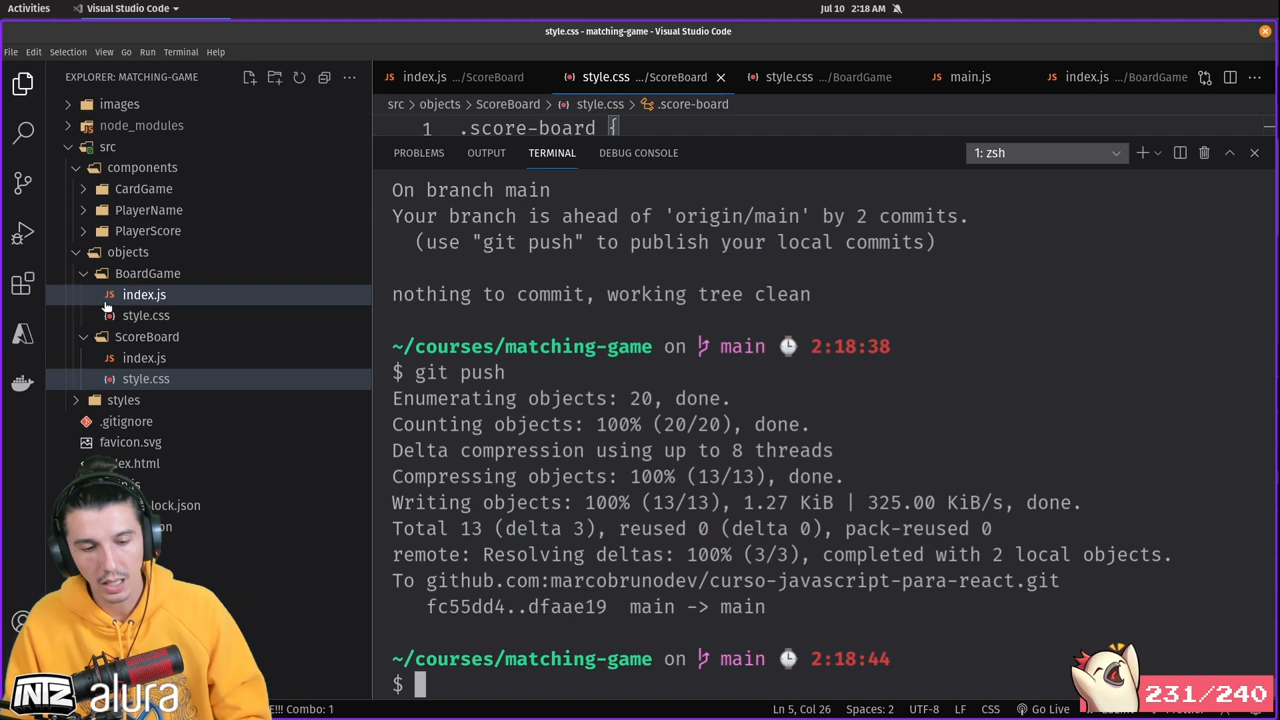 Activities
Visual Studio Code
Jul 10 2:18 AM
style.css - matching-game - Visual Studio Code
File Edit Selection View Go Run Terminal Help
EXPLORER: MATCHING-GAME
images
node_modules
src
components
CardGame
PlayerName
PlayerScore
objects
BoardGame
JS index.js
style.css
ScoreBoard
JS index.js
style.css
styles
.gitignore
favicon.svg
JS index.js .../ScoreBoard
style.css .../ScoreBoard
style.css .../BoardGame
JS main.js
JS index.js .../BoardGame
src > objects > ScoreBoard > style.css > .score-board
1 .score-board {
PROBLEMS OUTPUT TERMINAL DEBUG CONSOLE
1: zsh
On branch main
Your branch is ahead of 'origin/main' by 2 commits.
(use "git push" to publish your local commits)
nothing to commit, working tree clean
~/courses/matching-game on main 2:18:38
$ git push
Enumerating objects: 20, done.
Counting objects: 100% (20/20), done.
Delta compression using up to 8 threads
Compressing objects: 100% (13/13), done.
Writing objects: 100% (13/13), 1.27 KiB | 325.00 KiB/s, done.
Total 13 (delta 3), reused 0 (delta 0), pack-reused 0
remote: Resolving deltas: 100% (3/3), completed with 2 local objects.
To github.com:marcobrunodev/curso-javascript-para-react.git
fc55dd4..dfaae19 main -> main
~/courses/matching-game on main 2:18:44
$
INTZ alura
231/240
Combo: 1
Ln 5, Col 26 Spaces: 2 UTF-8 LF CSS Go Live